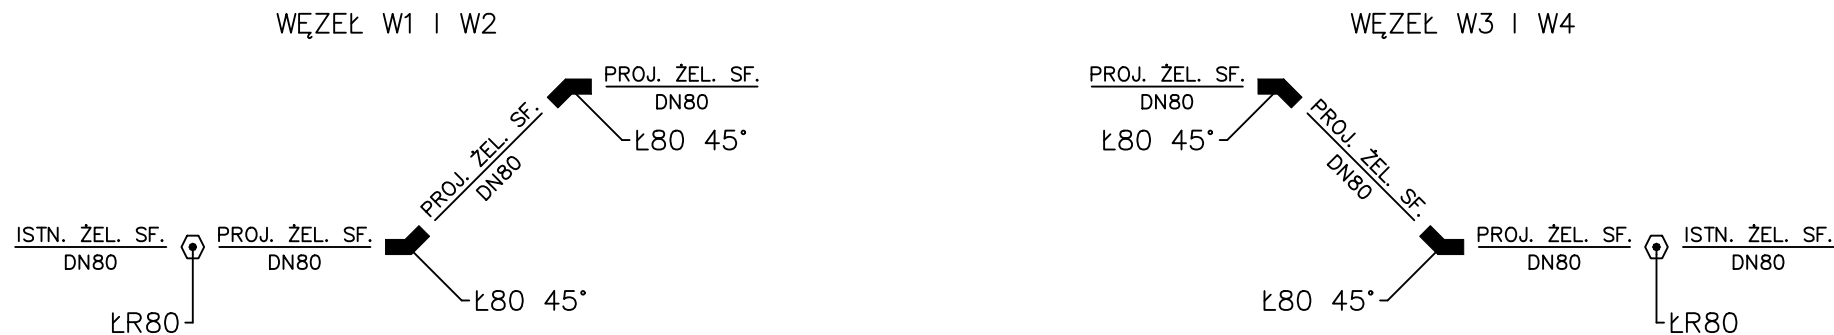 WĘZEŁ W1 I W2
PROJ. ŻEL. SF.
DN80
Ł80 45°
PROJ. ŻEL. SF.
DN80
ISTN. ŻEL. SF.
DN80
PROJ. ŻEL. SF.
DN80
Ł80 45°
ŁR80
WĘZEŁ W3 I W4
PROJ. ŻEL. SF.
DN80
Ł80 45°
PROJ. ŻEL. SF.
DN80
PROJ. ŻEL. SF.
DN80
ISTN. ŻEL. SF.
DN80
Ł80 45°
ŁR80